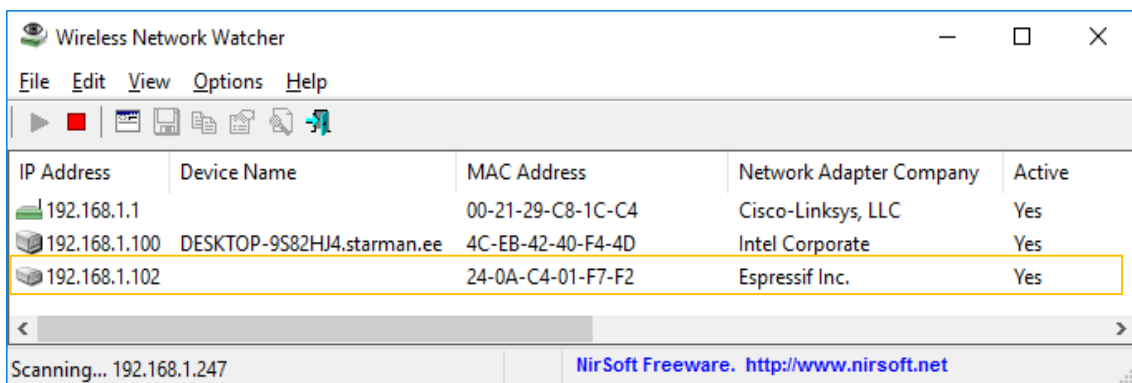 Wireless Network Watcher
File Edit View Options Help
IP Address Device Name MAC Address Network Adapter Company Active
192.168.1.1 00-21-29-C8-1C-C4 Cisco-Linksys, LLC Yes
192.168.1.100 DESKTOP-9S82HJ4.starman.ee 4C-EB-42-40-F4-4D Intel Corporate Yes
192.168.1.102 24-0A-C4-01-F7-F2 Espressif Inc. Yes
Scanning... 192.168.1.247 NirSoft Freeware. http://www.nirsoft.net